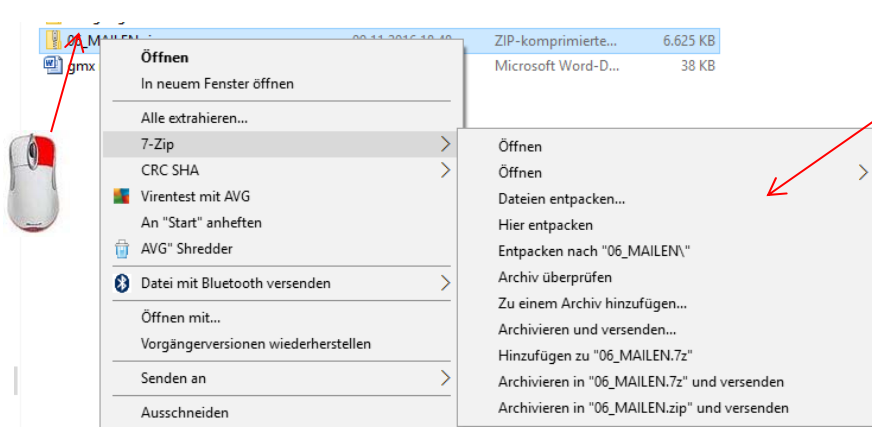 ZIP-komprimierte... 6.625 KB
gmx Microsoft Word-D... 38 KB
Öffnen
In neuem Fenster öffnen
Alle extrahieren...
7-Zip
CRC SHA
Virentest mit AVG
An "Start" anheften
AVG" Shredder
Datei mit Bluetooth versenden
Öffnen mit...
Vorgängerversionen wiederherstellen
Senden an
Ausschneiden
Öffnen
Öffnen
Dateien entpacken...
Hier entpacken
Entpacken nach "06_MAILEN\"
Archiv überprüfen
Zu einem Archiv hinzufügen...
Archivieren und versenden...
Hinzufügen zu "06_MAILEN.7z"
Archivieren in "06_MAILEN.7z" und versenden
Archivieren in "06_MAILEN.zip" und versenden